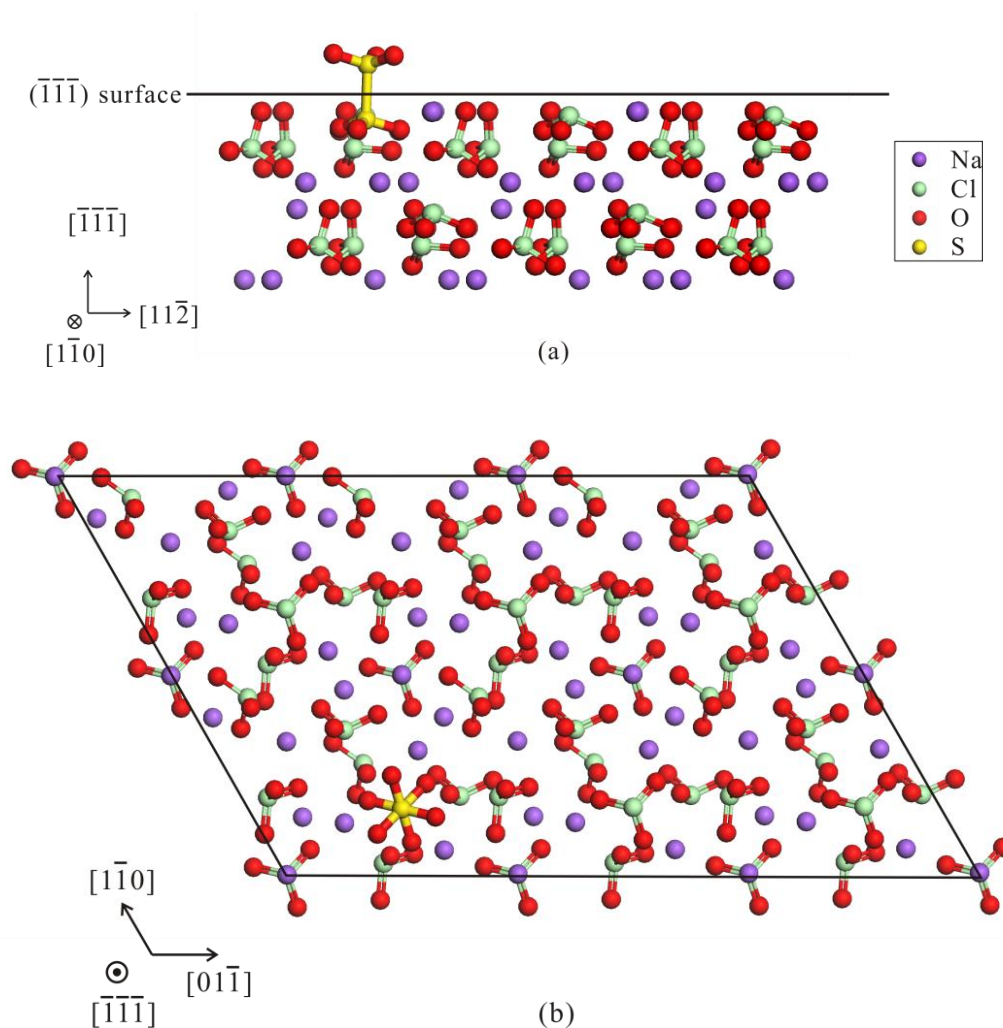 (1̅1̅1̅) surface
Na
Cl
O
S
[1̅1̅1̅]
[112̅]
[11̅0]
(a)
[11̅0]
[011̅]
[1̅1̅1̅]
(b)